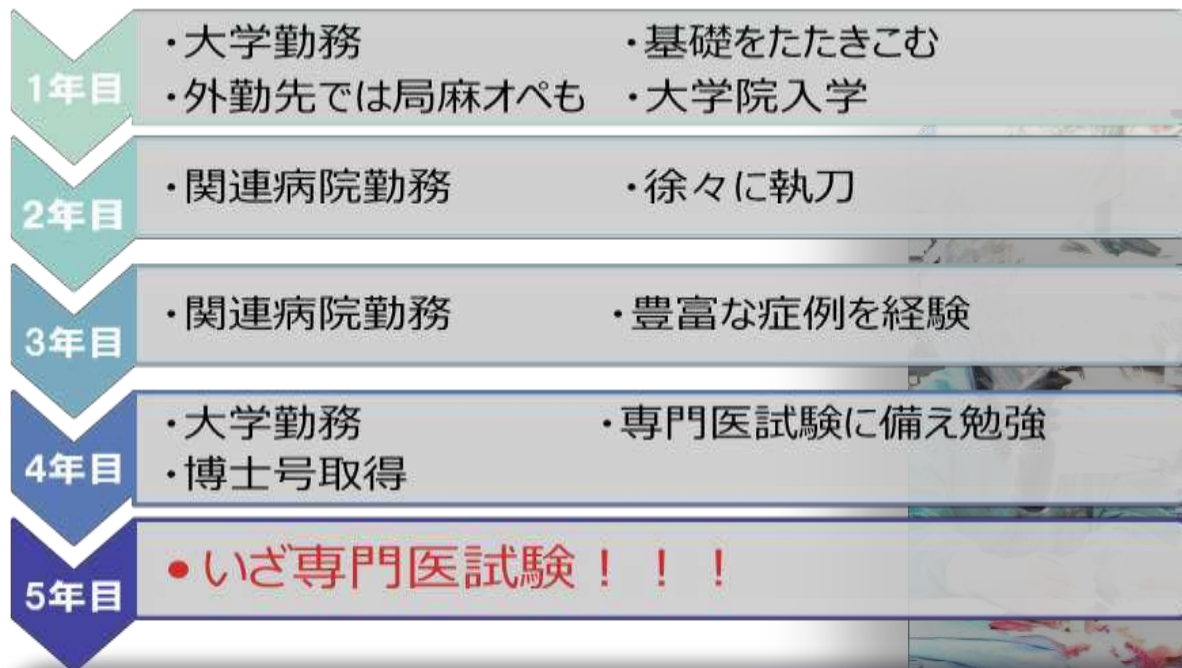 1年目
・大学勤務 ・基礎をたたきこむ
・外勤先では局麻オペも ・大学院入学
2年目
・関連病院勤務 ・徐々に執刀
3年目
・関連病院勤務 ・豊富な症例を経験
4年目
・大学勤務 ・専門医試験に備え勉強
・博士号取得
5年目
•いざ専門医試験！！！